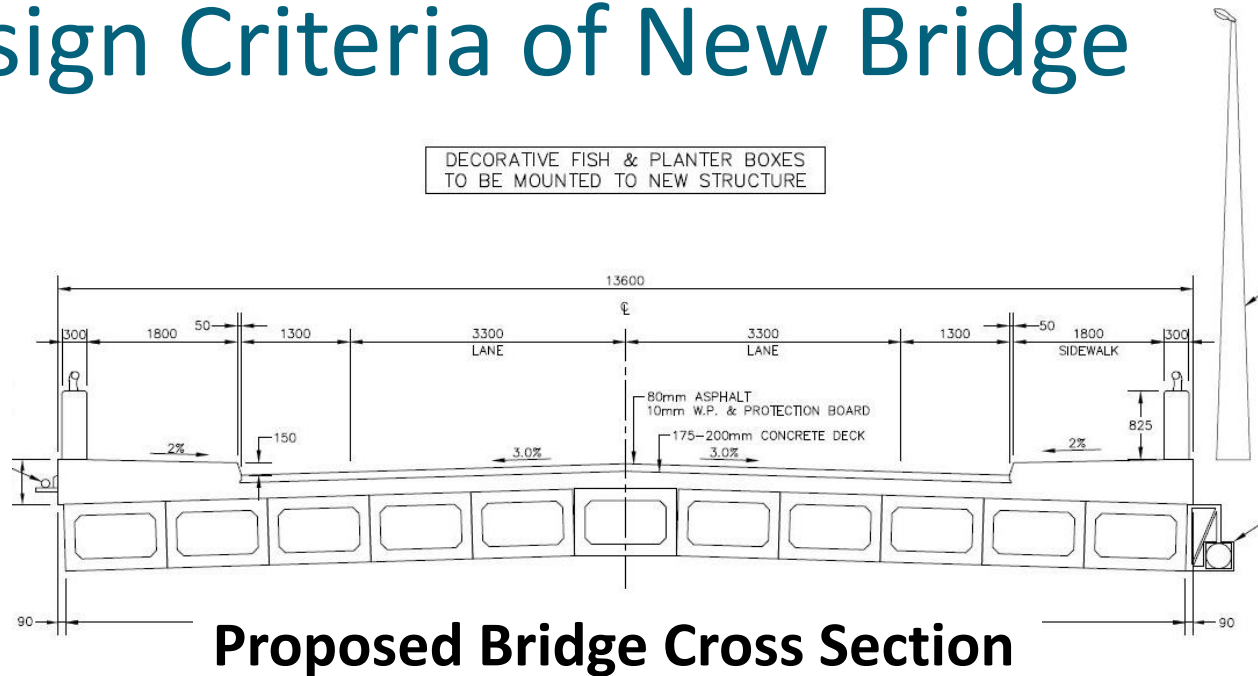 sign Criteria of New Bridge
DECORATIVE FISH & PLANTER BOXES
TO BE MOUNTED TO NEW STRUCTURE
13600
℄
300
1800
50
1300
3300
LANE
3300
LANE
1300
50
1800
SIDEWALK
300
80mm ASPHALT
10mm W.P. & PROTECTION BOARD
175-200mm CONCRETE DECK
825
150
2%
3.0%
3.0%
2%
90
90
Proposed Bridge Cross Section